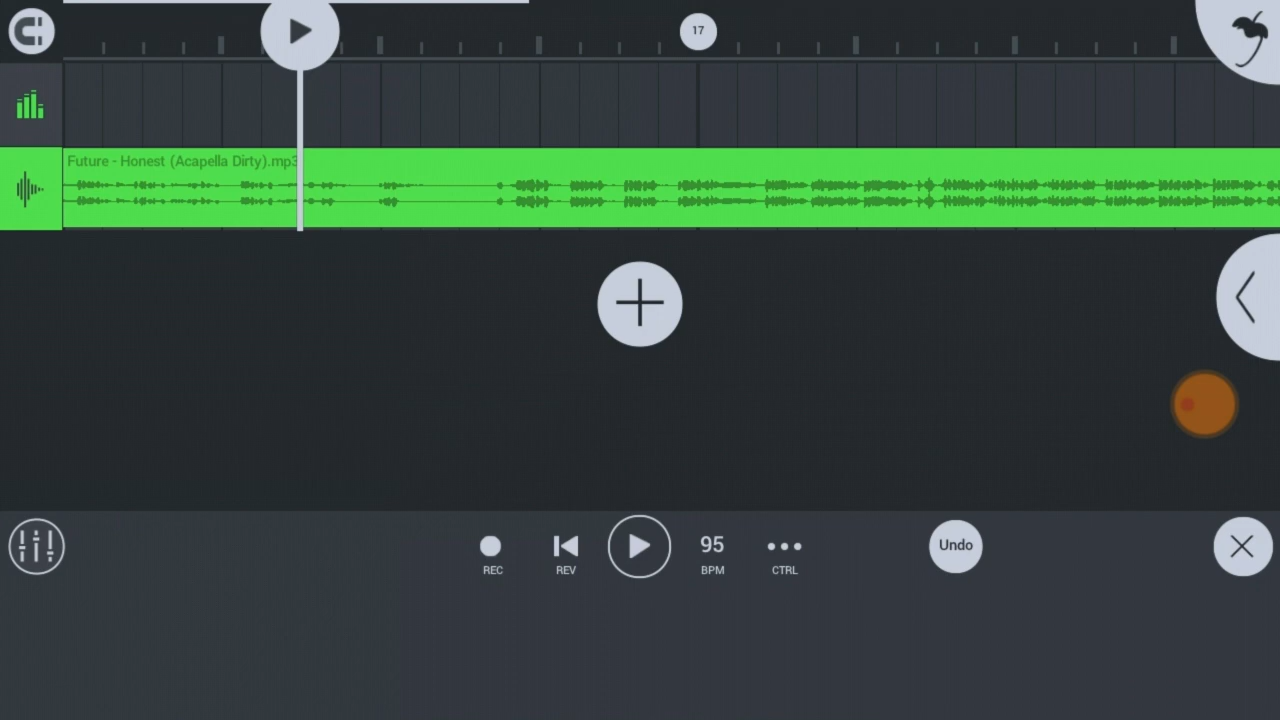 17
Future - Honest (Acapella Dirty).mp3
95
Undo
REC
REV
BPM
CTRL